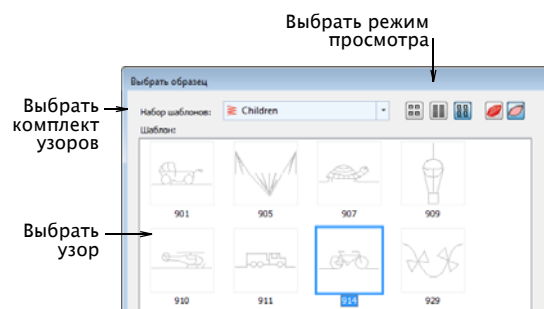 Выбрать режим
просмотра
Выбрать образец
Выбрать
комплект
узоров
Набор шаблонов:
Children
Шаблон:
901 905 907 909
Выбрать
узор
910 911 914 929